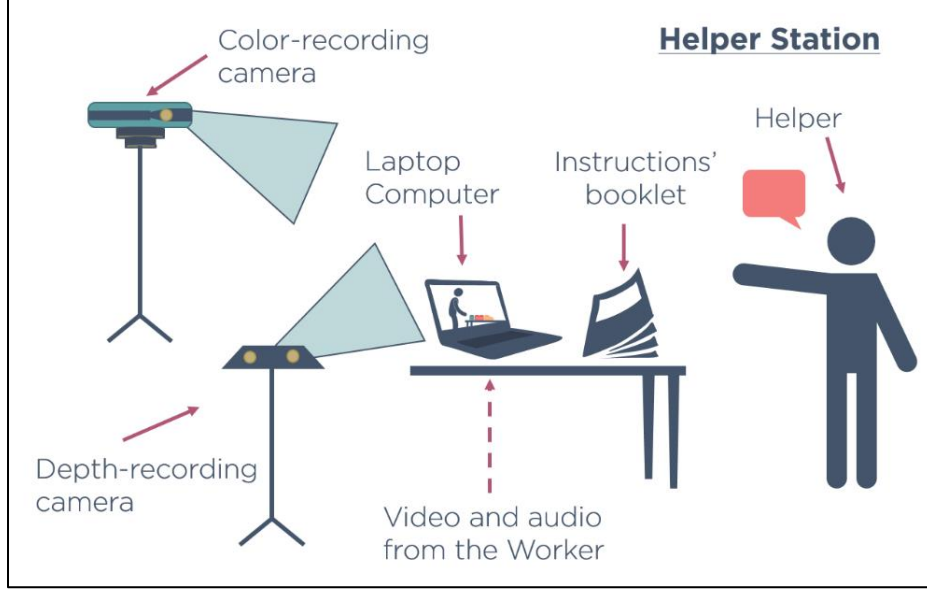 Helper Station
Color-recording
camera
Helper
Laptop
Computer
Instructions’
booklet
Depth-recording
camera
Video and audio
from the Worker